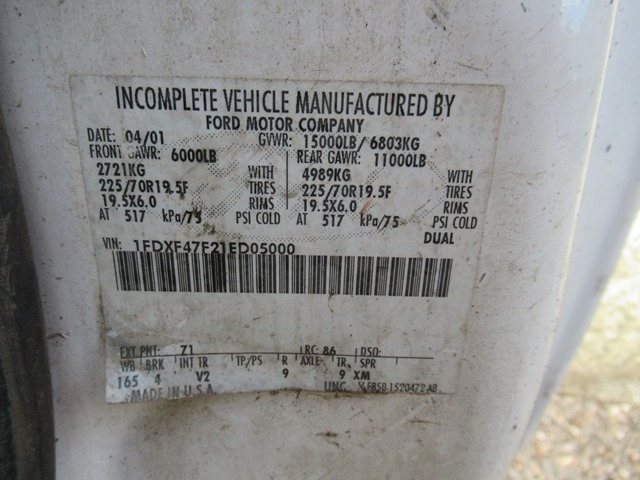 INCOMPLETE VEHICLE MANUFACTURED BY
FORD MOTOR COMPANY
DATE: 04/01 GVWR: 15000LB/ 6803KG
FRONT GAWR: 6000LB REAR GAWR: 11000LB
2721KG WITH 4989KG WITH
225/70R19.5F TIRES 225/70R19.5F TIRES
19.5X6.0 RIMS 19.5X6.0 RIMS
AT 517 kPa/75 PSI COLD AT 517 kPa/75 PSI COLD
DUAL
VIN: 1FDXF47F21ED05000
EXT PNT: Z1 RC: 86 DSO:
WB BRK INT TR TP/PS R AXLE TR SPR
165 4 V2 9 9 XM
MADE IN U.S.A. UNC